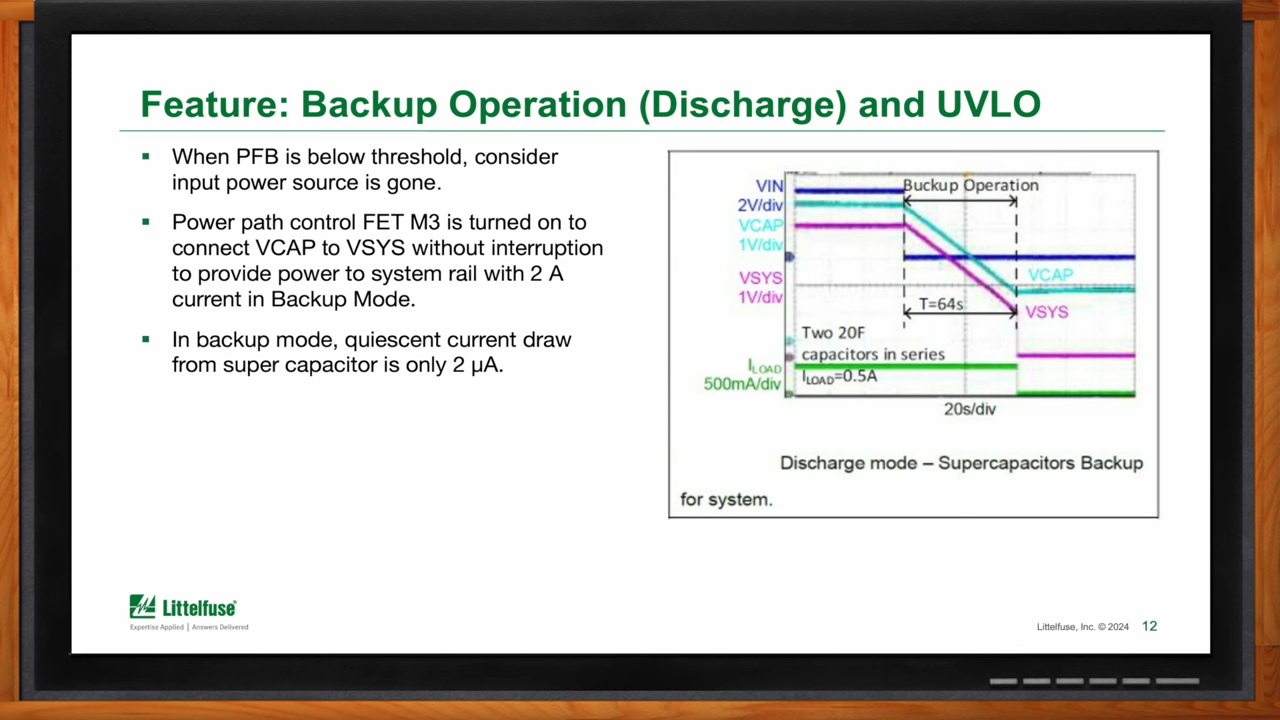 Feature: Backup Operation (Discharge) and UVLO
When PFB is below threshold, consider
input power source is gone.
Power path control FET M3 is turned on to
connect VCAP to VSYS without interruption
to provide power to system rail with 2 A
current in Backup Mode.
In backup mode, quiescent current draw
from super capacitor is only 2 µA.
VIN
2V/div
VCAP
1V/div
VSYS
1V/div
ILOAD
500mA/div
Buckup Operation
VCAP
T=64s
VSYS
Two 20F
capacitors in series
ILOAD=0.5A
20s/div
Discharge mode – Supercapacitors Backup
for system.
Littelfuse®
Expertise Applied | Answers Delivered
Littelfuse, Inc. © 2024 12